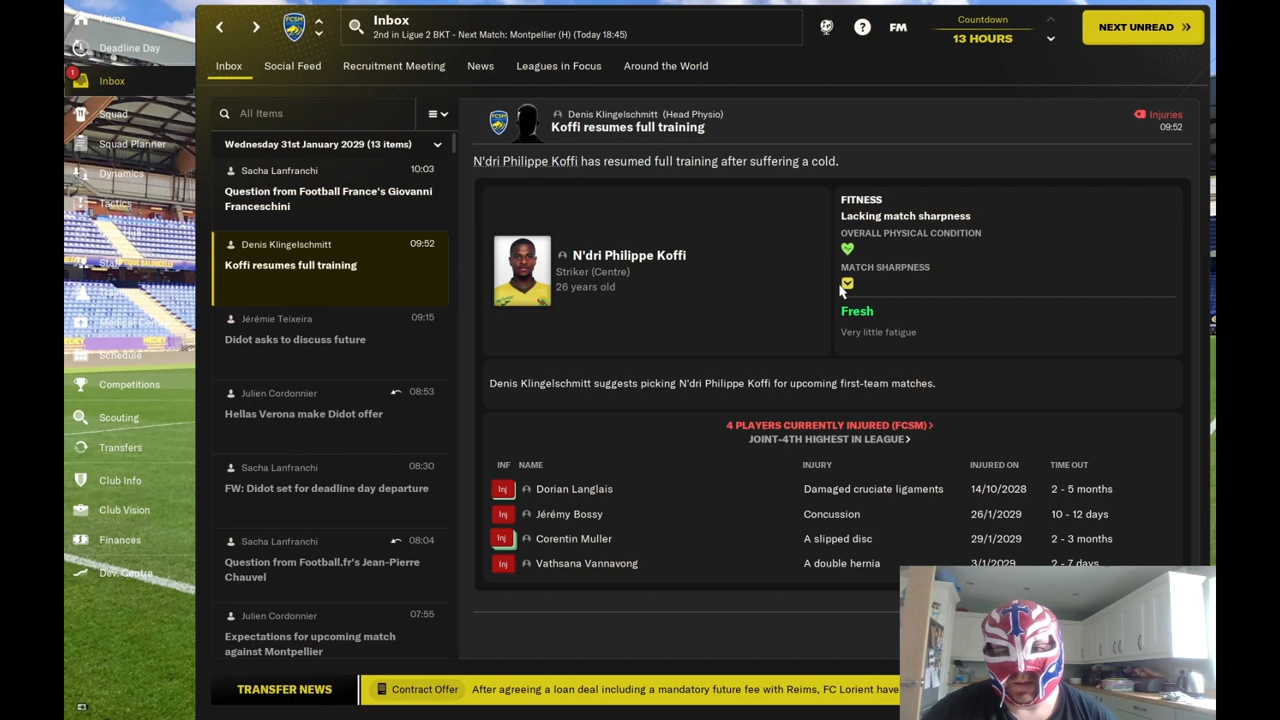 Home
Deadline Day
1
Inbox
Squad
Squad Planner
Dynamics
Tactics
Schedule
Competitions
Scouting
Transfers
Club Info
Club Vision
Finances
Dev. Centre
FCSM
Inbox
2nd in Ligue 2 BKT - Next Match: Montpellier (H) (Today 18:45)
?
FM
Countdown
13 HOURS
NEXT UNREAD
Inbox
Social Feed
Recruitment Meeting
News
Leagues in Focus
Around the World
All Items
Wednesday 31st January 2029 (13 items)
Sacha Lanfranchi 10:03
Question from Football France's Giovanni
Franceschini
Denis Klingelschmitt 09:52
Koffi resumes full training
Jérémie Teixeira 09:15
Didot asks to discuss future
Julien Cordonnier 08:53
Hellas Verona make Didot offer
Sacha Lanfranchi 08:30
FW: Didot set for deadline day departure
Sacha Lanfranchi 08:04
Question from Football.fr's Jean-Pierre
Chauvel
Julien Cordonnier 07:55
Expectations for upcoming match
against Montpellier
FCSM
Denis Klingelschmitt (Head Physio)
Koffi resumes full training
Injuries
09:52
N'dri Philippe Koffi has resumed full training after suffering a cold.
N'dri Philippe Koffi
Striker (Centre)
26 years old
FITNESS
Lacking match sharpness
OVERALL PHYSICAL CONDITION
MATCH SHARPNESS
Fresh
Very little fatigue
Denis Klingelschmitt suggests picking N'dri Philippe Koffi for upcoming first-team matches.
4 PLAYERS CURRENTLY INJURED (FCSM)
JOINT-4TH HIGHEST IN LEAGUE
INF NAME INJURY INJURED ON TIME OUT
Inj Dorian Langlais Damaged cruciate ligaments 14/10/2028 2 - 5 months
Inj Jérémy Bossy Concussion 26/1/2029 10 - 12 days
Inj Corentin Muller A slipped disc 29/1/2029 2 - 3 months
Inj Vathsana Vannavong A double hernia 3/1/2029 2 - 7 days
TRANSFER NEWS
Contract Offer
After agreeing a loan deal including a mandatory future fee with Reims, FC Lorient have